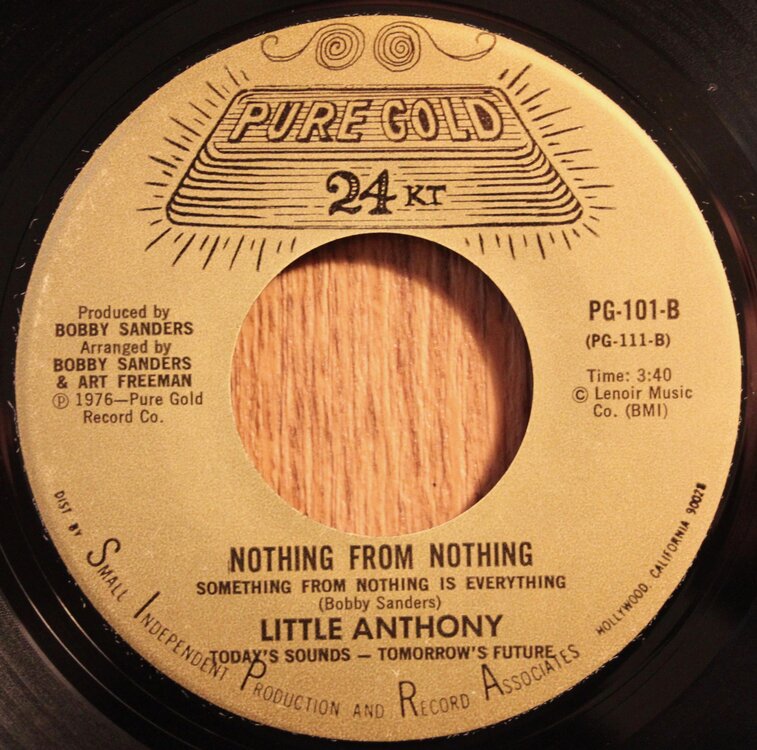 PURE GOLD
24 KT
Produced by
BOBBY SANDERS
Arranged by
BOBBY SANDERS
& ART FREEMAN
℗ 1976—Pure Gold
Record Co.
PG-101-B
(PG-111-B)
Time: 3:40
© Lenoir Music
Co. (BMI)
NOTHING FROM NOTHING
SOMETHING FROM NOTHING IS EVERYTHING
(Bobby Sanders)
LITTLE ANTHONY
TODAY'S SOUNDS — TOMORROW'S FUTURE
DIST BY SMALL INDEPENDENT PRODUCTION AND RECORD ASSOCIATES
HOLLYWOOD, CALIFORNIA 90028